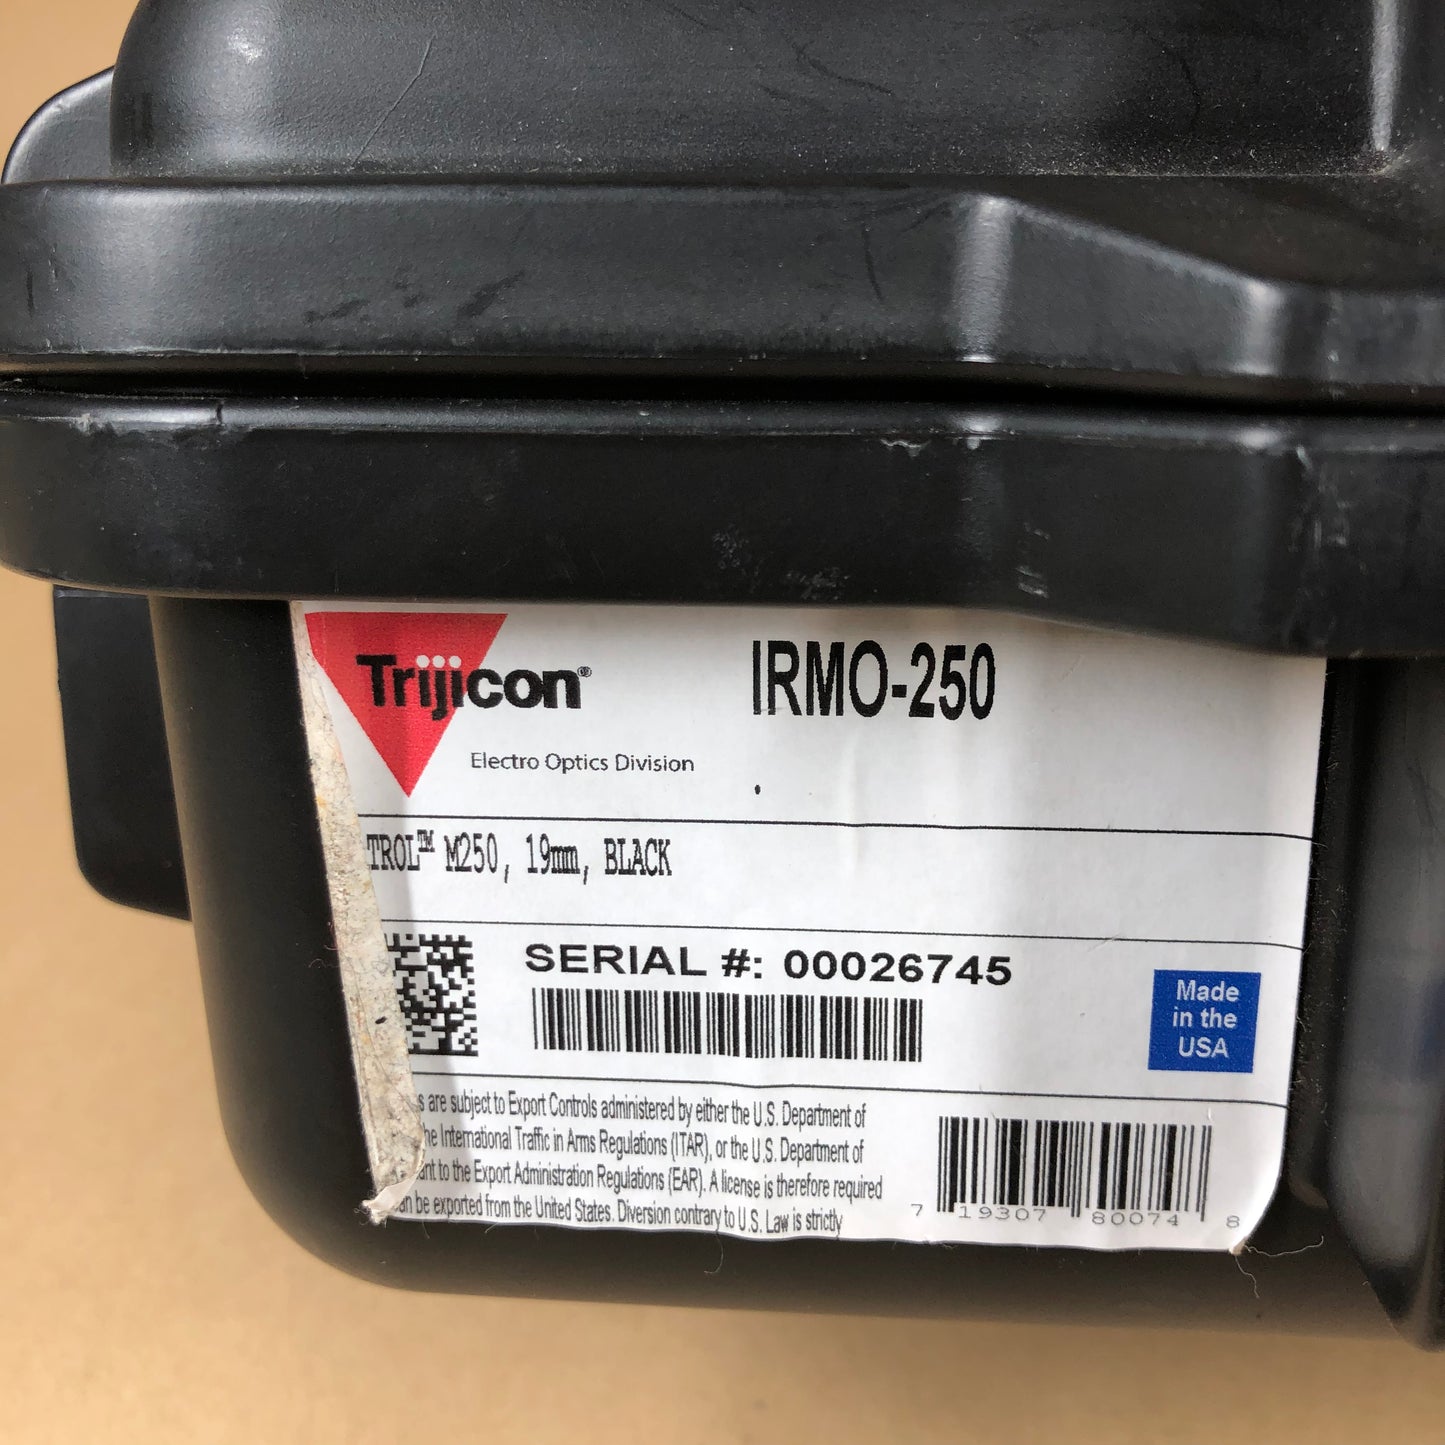 Trijicon®
IRMO-250
Electro Optics Division
TROL™ M250, 19mm, BLACK
SERIAL #: 00026745
Made
in the
USA
s are subject to Export Controls administered by either the U.S. Department of
he International Traffic in Arms Regulations (ITAR), or the U.S. Department of
ant to the Export Administration Regulations (EAR). A license is therefore required
an be exported from the United States. Diversion contrary to U.S. Law is strictly
7 19307 80074 8